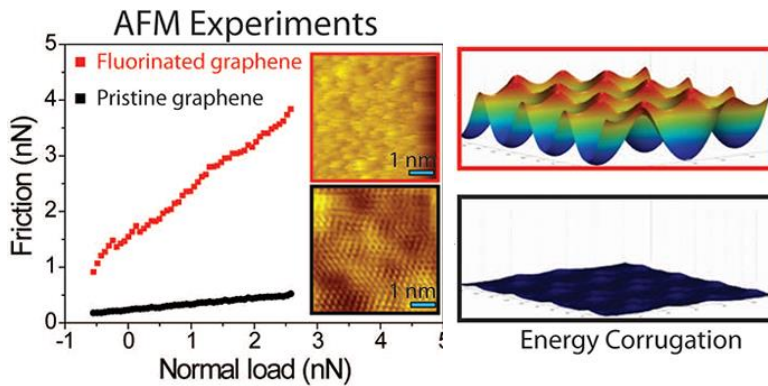 AFM Experiments
Fluorinated graphene
Pristine graphene
Friction (nN)
5
4
3
2
1
0
-1
0
1
2
3
4
5
Normal load (nN)
1 nm
1 nm
Energy Corrugation